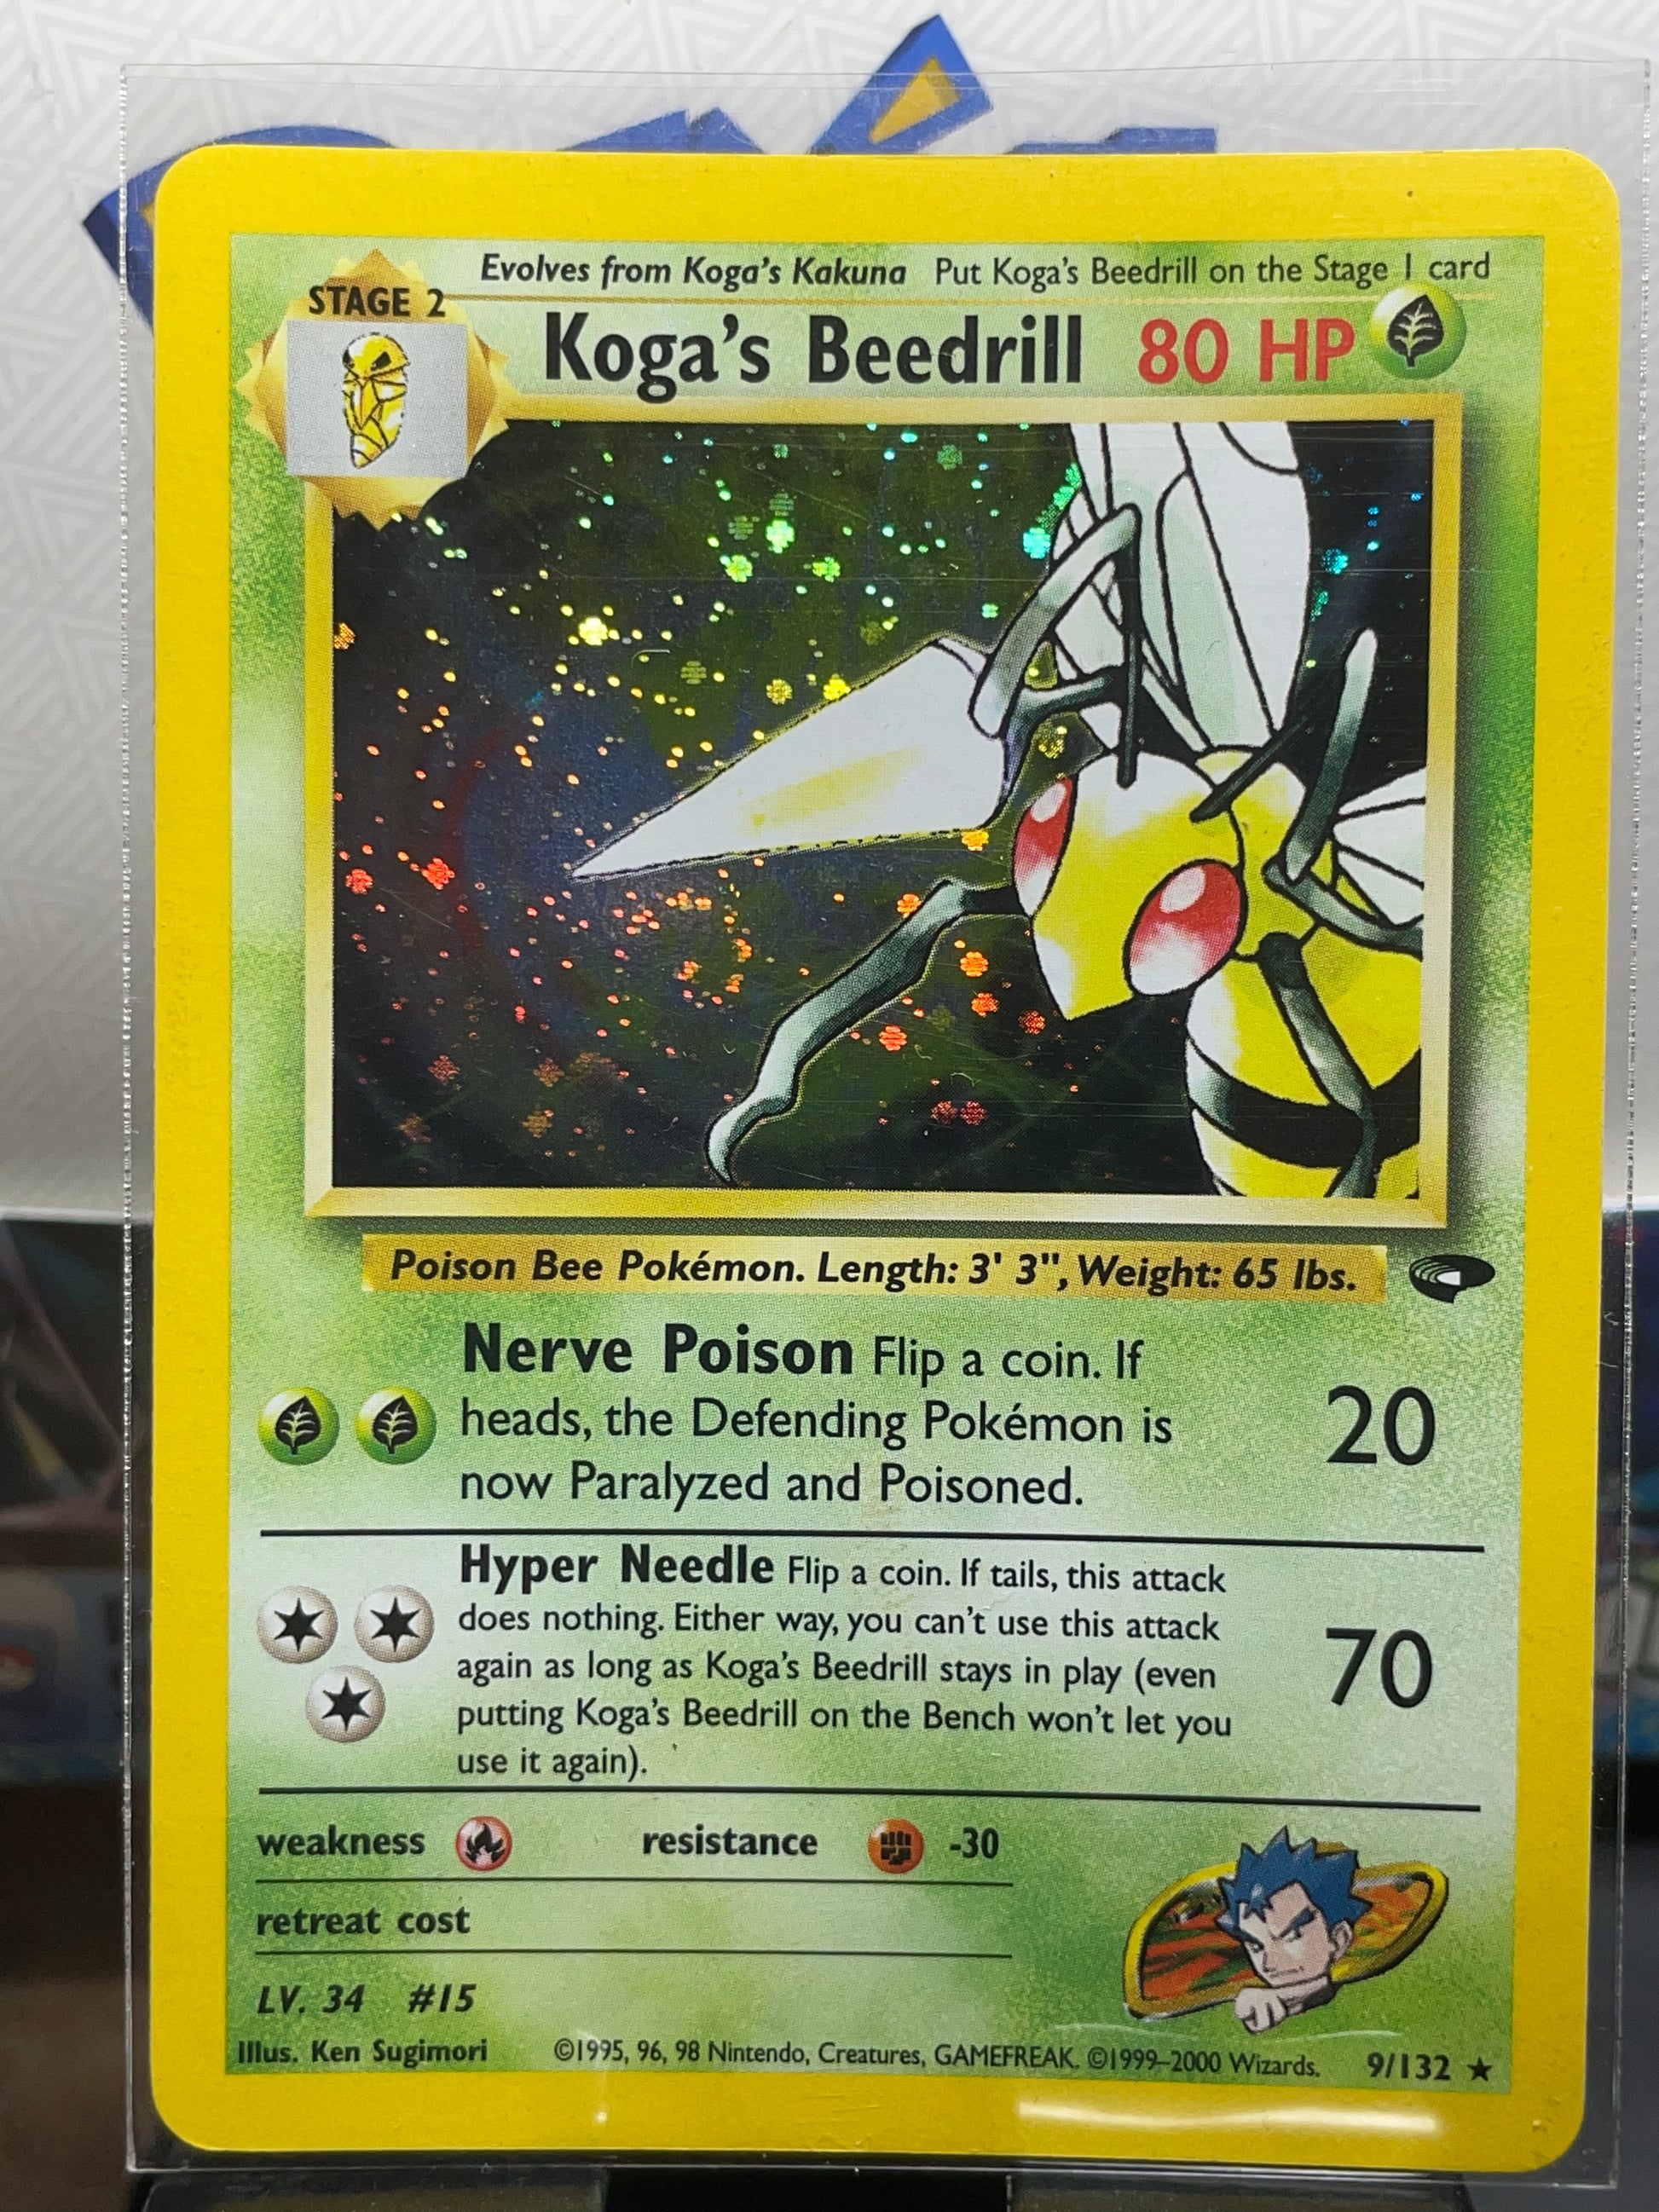 Evolves from Koga's Kakuna Put Koga's Beedrill on the Stage 1 card
STAGE 2
Koga's Beedrill 80 HP
Poison Bee Pokémon. Length: 3' 3", Weight: 65 lbs.
Nerve Poison Flip a coin. If
heads, the Defending Pokémon is
now Paralyzed and Poisoned.
20
Hyper Needle Flip a coin. If tails, this attack
does nothing. Either way, you can't use this attack
again as long as Koga's Beedrill stays in play (even
putting Koga's Beedrill on the Bench won't let you
use it again).
70
weakness resistance -30
retreat cost
LV. 34 #15
Illus. Ken Sugimori ©1995, 96, 98 Nintendo, Creatures, GAMEFREAK. ©1999–2000 Wizards. 9/132 ★